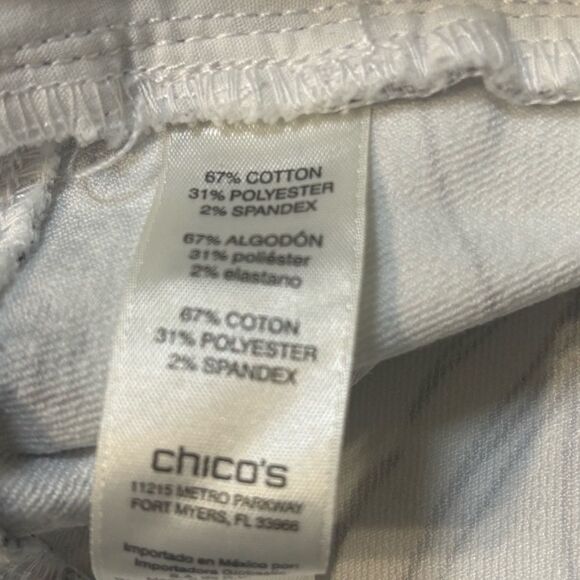 67% COTTON
31% POLYESTER
2% SPANDEX
67% ALGODÓN
31% poliéster
2% elastano
67% COTON
31% POLYESTER
2% SPANDEX
chico's
11215 METRO PARKWAY
FORT MYERS, FL 33966
Importado en México por:
Importadora